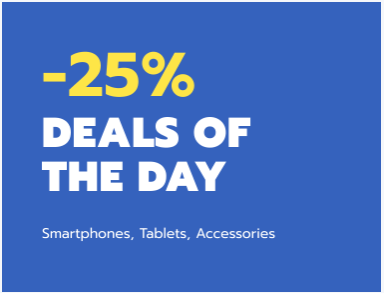 -25%
DEALS OF
THE DAY
Smartphones, Tablets, Accessories